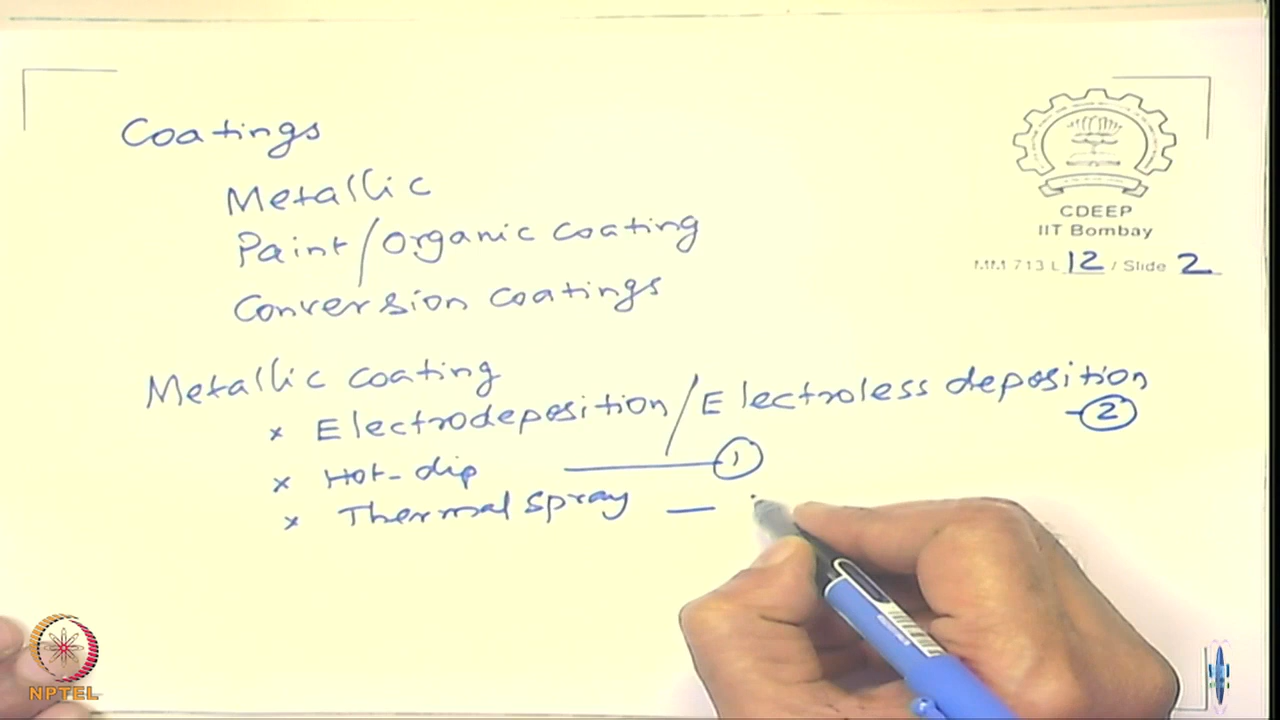 Coatings
Metallic
Paint/organic coating
Conversion coatings
CDEEP
IIT Bombay
MM 713 L 12 / Slide 2
Metallic coating
× Electrodeposition/Electroless deposition
②
× Hot-dip — ①
× Thermal spray —
NPTEL